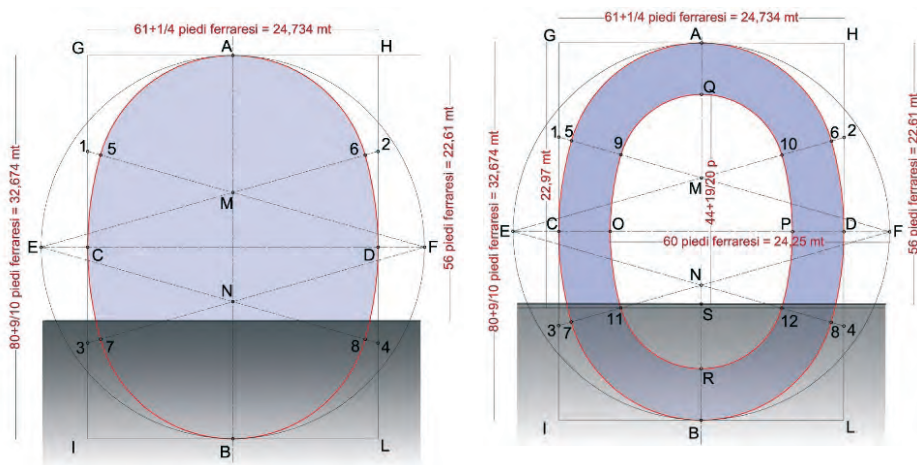 61+1/4 piedi ferraresi = 24,734 mt
G A H
1 5 6 2
M
E C D F
N
3 7 8 4
I B L
80+9/10 piedi ferraresi = 32,674 mt
56 piedi ferraresi = 22,61 mt
61+1/4 piedi ferraresi = 24,734 mt
G A H
Q
1 5 6 2
9 10
M
E C O P D F
60 piedi ferraresi = 24,25 mt
N
S
11 12
3 7 8 4
R
I B L
80+9/10 piedi ferraresi = 32,674 mt
22,97 mt
44+19/20 p
56 piedi ferraresi = 22,61 mt